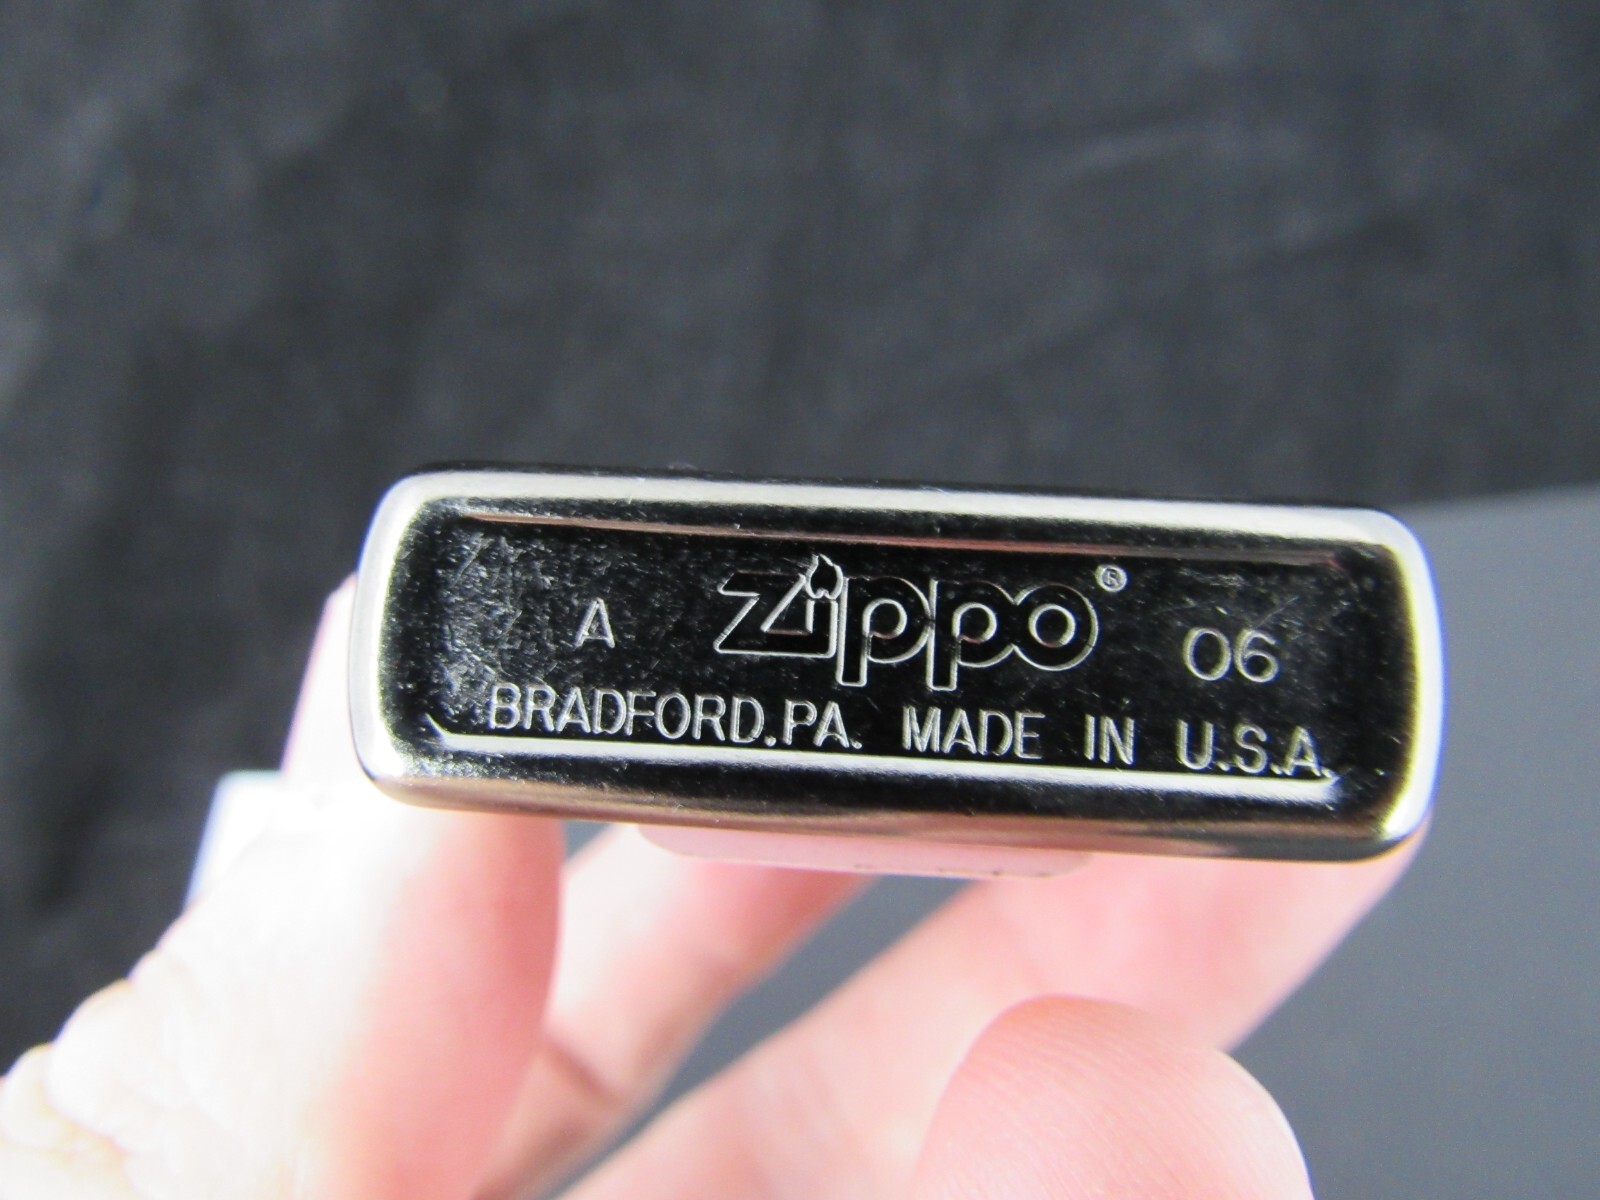 A Zippo® 06
BRADFORD.PA. MADE IN U.S.A.